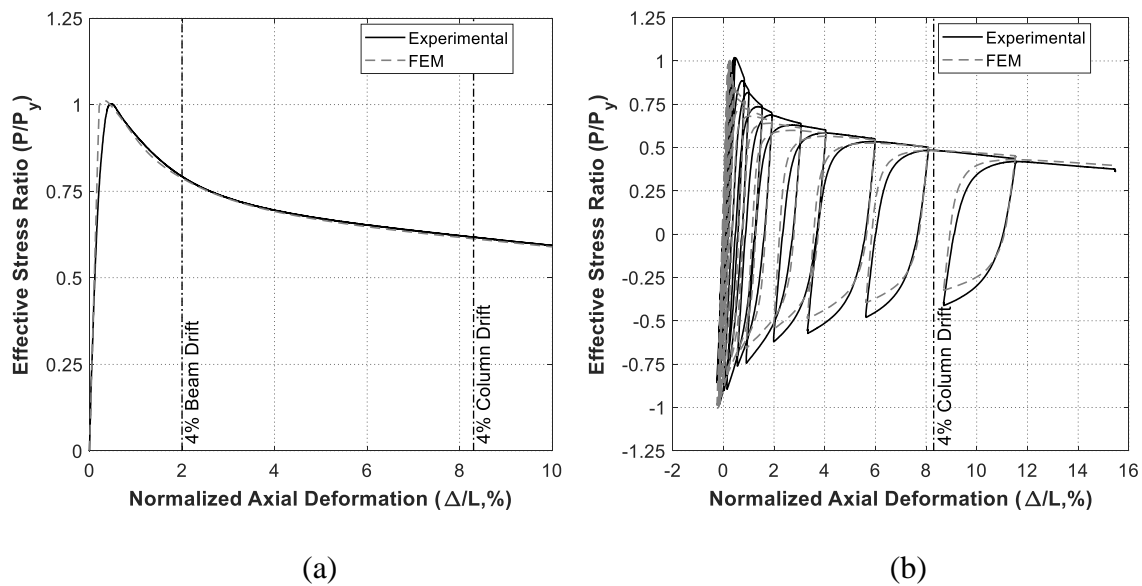 1.25
1
0.75
0.5
0.25
0
0 2 4 6 8 10
Effective Stress Ratio (P/Py)
Normalized Axial Deformation (Δ/L,%)
Experimental
FEM
4% Beam Drift
4% Column Drift
(a)
1.25
1
0.75
0.5
0.25
0
-0.25
-0.5
-0.75
-1
1.25
-2 0 2 4 6 8 10 12 14 16
Effective Stress Ratio (P/Py)
Normalized Axial Deformation (Δ/L,%)
Experimental
FEM
4% Column Drift
(b)